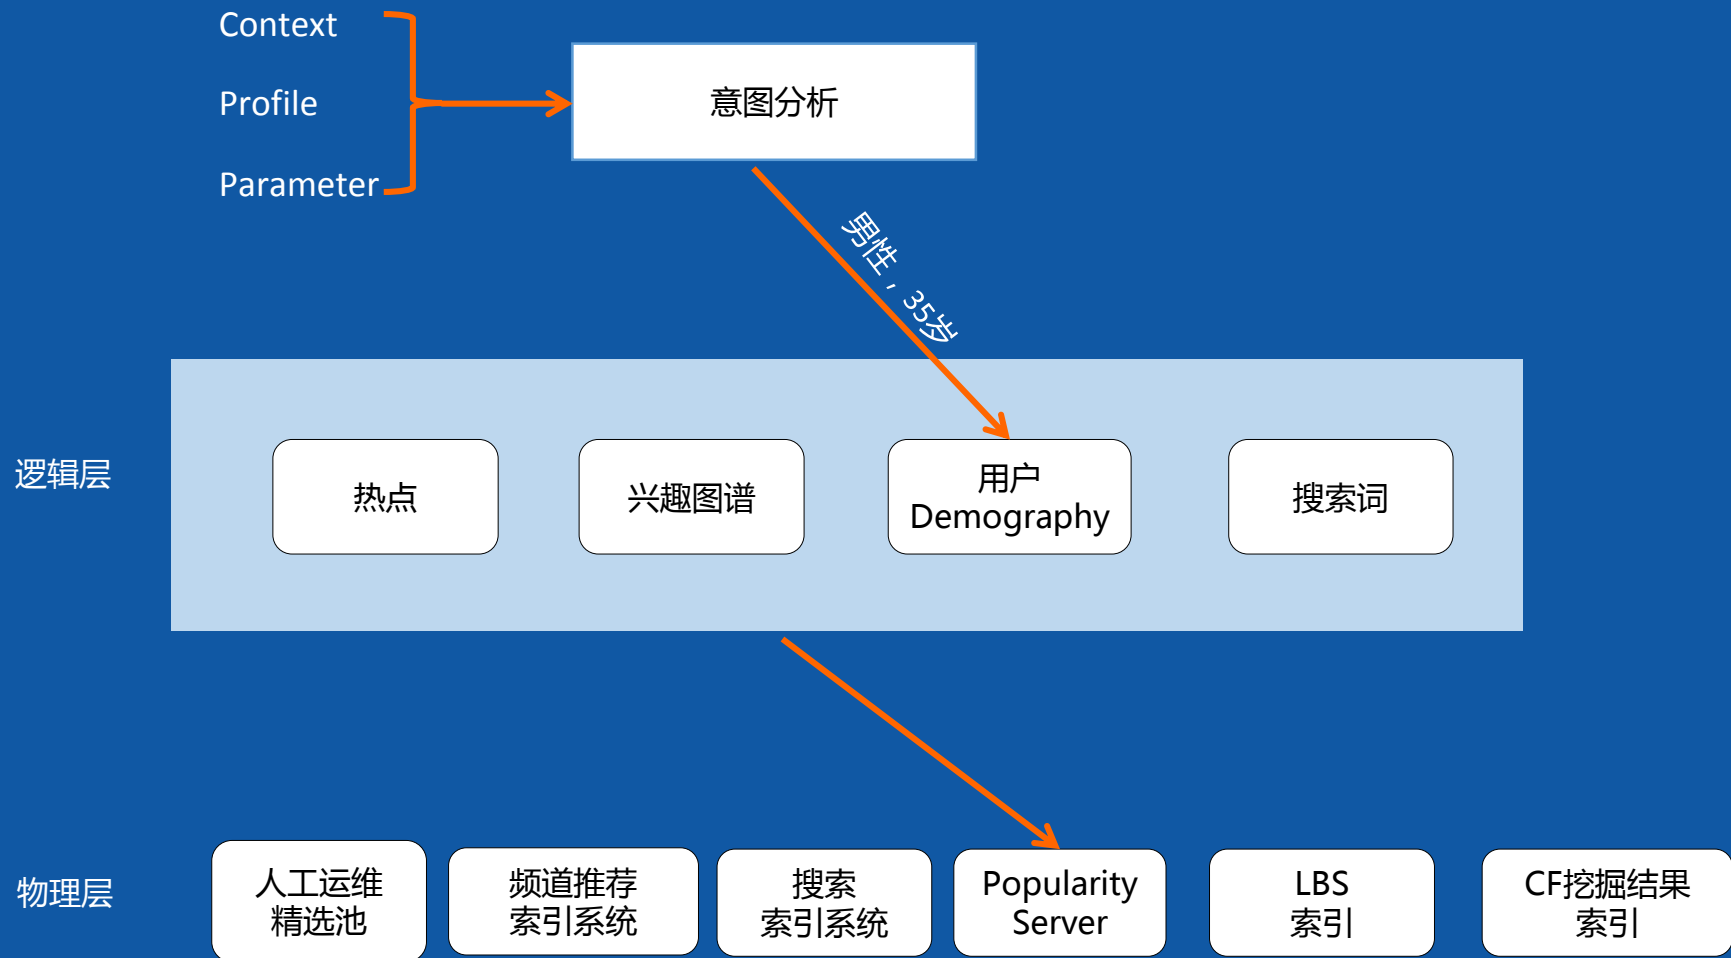 Context
Profile
Parameter
意图分析
男性，35岁
逻辑层
热点
兴趣图谱
用户
Demography
搜索词
物理层
人工运维
精选池
频道推荐
索引系统
搜索
索引系统
Popularity
Server
LBS
索引
CF挖掘结果
索引